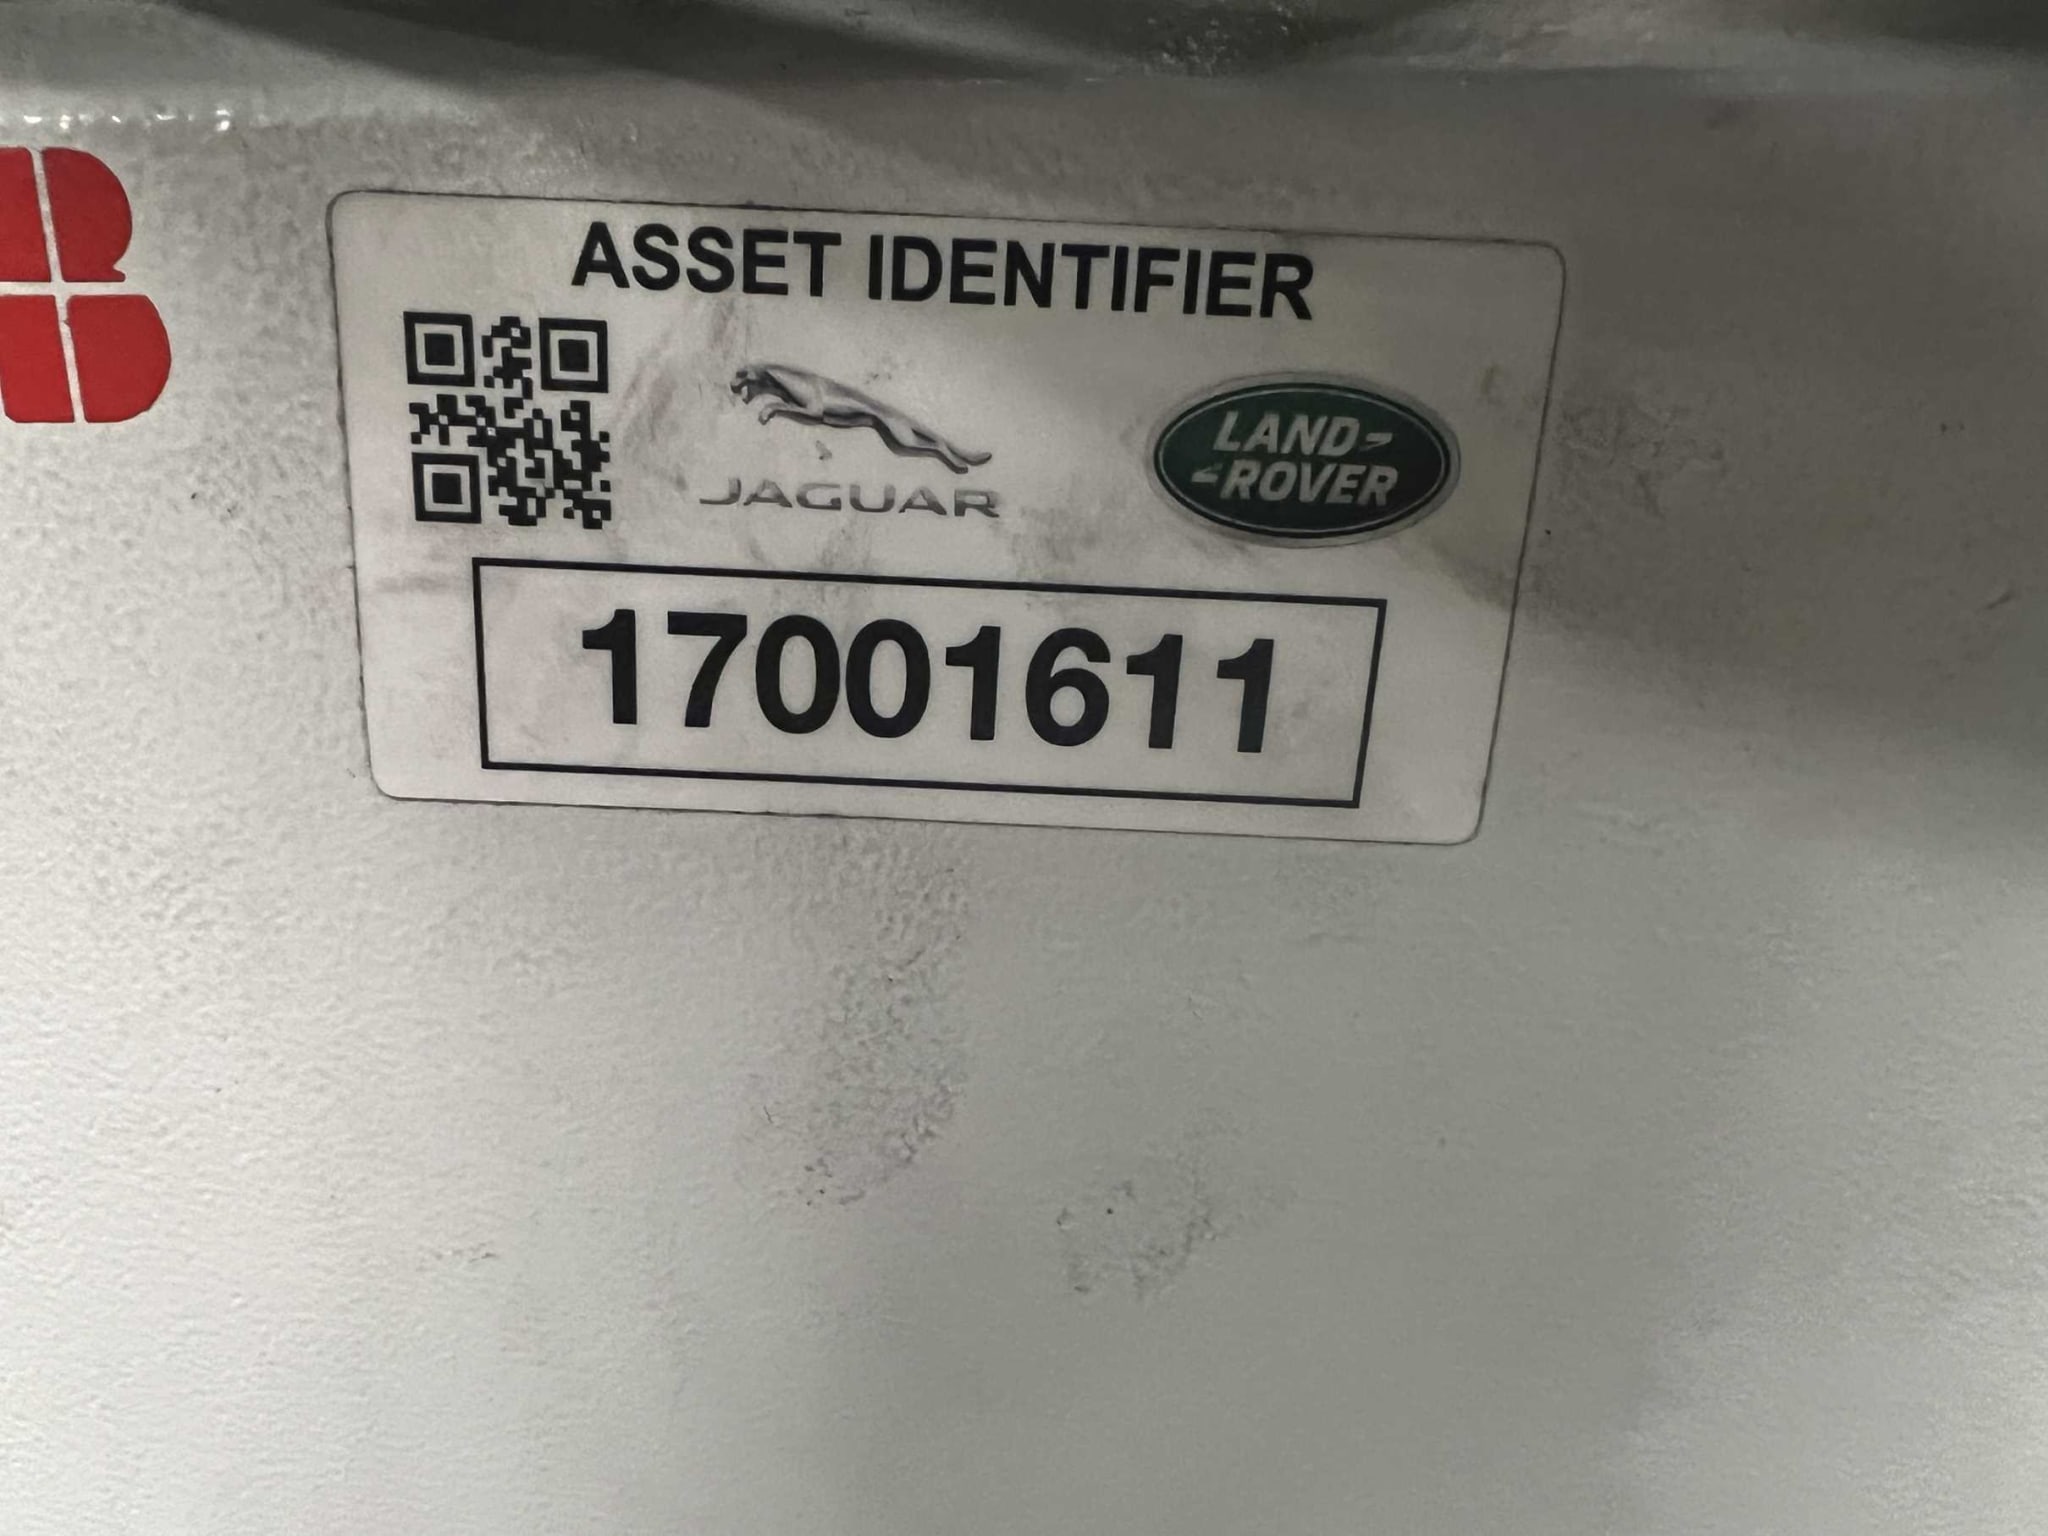 B
ASSET IDENTIFIER
JAGUAR
LAND-
-ROVER
17001611